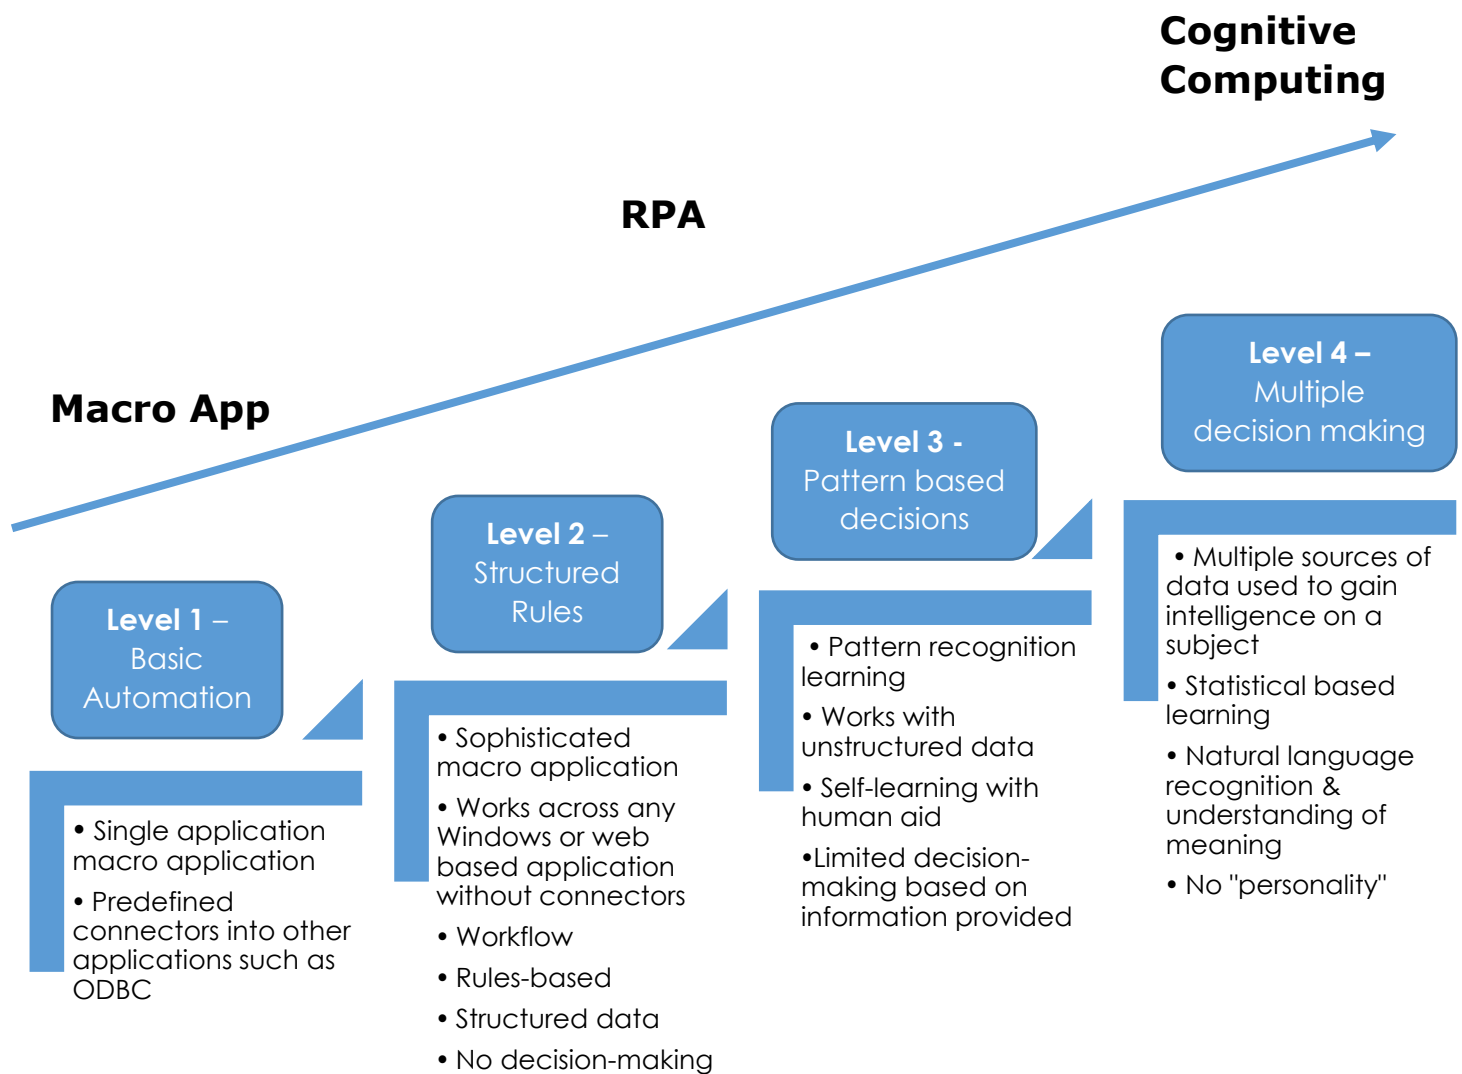 Cognitive
Computing
RPA
Macro App
Level 1 –
Basic
Automation
• Single application
macro application
• Predefined
connectors into other
applications such as
ODBC
Level 2 –
Structured
Rules
• Sophisticated
macro application
• Works across any
Windows or web
based application
without connectors
• Workflow
• Rules-based
• Structured data
• No decision-making
Level 3 -
Pattern based
decisions
• Pattern recognition
learning
• Works with
unstructured data
• Self-learning with
human aid
•Limited decision-
making based on
information provided
Level 4 –
Multiple
decision making
• Multiple sources of
data used to gain
intelligence on a
subject
• Statistical based
learning
• Natural language
recognition &
understanding of
meaning
• No "personality"